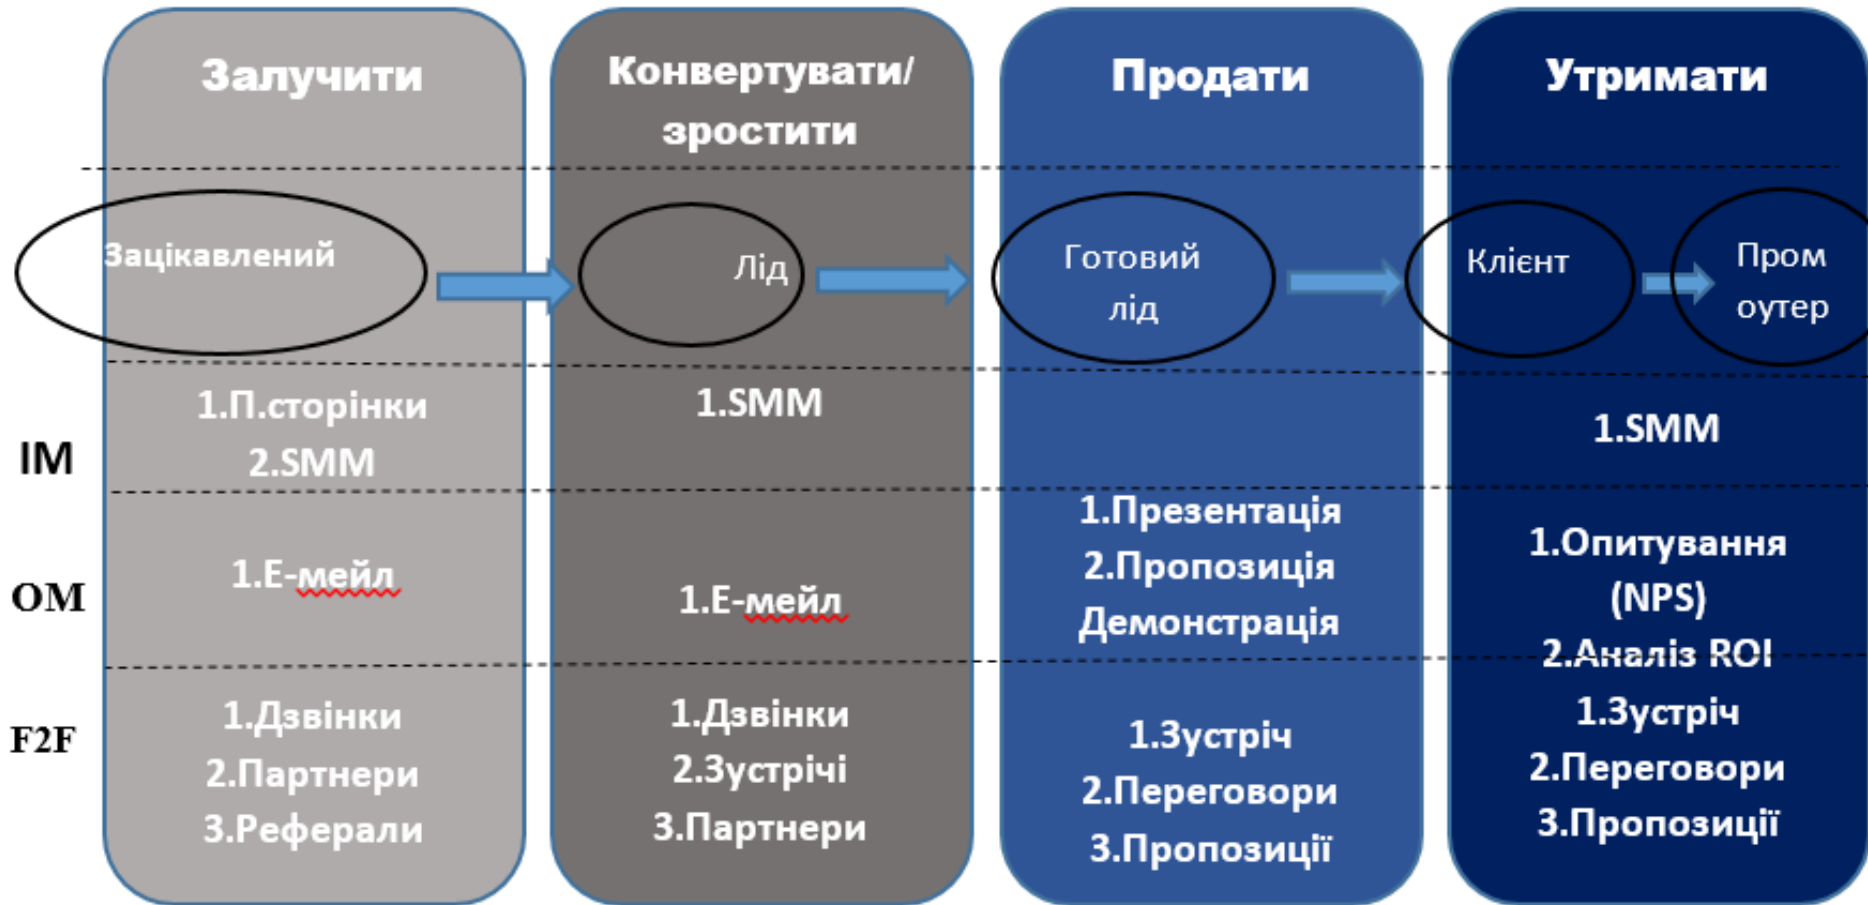 Залучити
Конвертувати/
зростити
Продати
Утримати
Зацікавлений
Лід
Готовий
лід
Клієнт
Пром
оутер
IM
1.П.сторінки
2.SMM
1.SMM
1.SMM
OM
1.Е-мейл
1.Е-мейл
1.Презентація
2.Пропозиція
Демонстрація
1.Опитування
(NPS)
2.Аналіз ROI
F2F
1.Дзвінки
2.Партнери
3.Реферали
1.Дзвінки
2.Зустрічі
3.Партнери
1.Зустріч
2.Переговори
3.Пропозиції
1.Зустріч
2.Переговори
3.Пропозиції